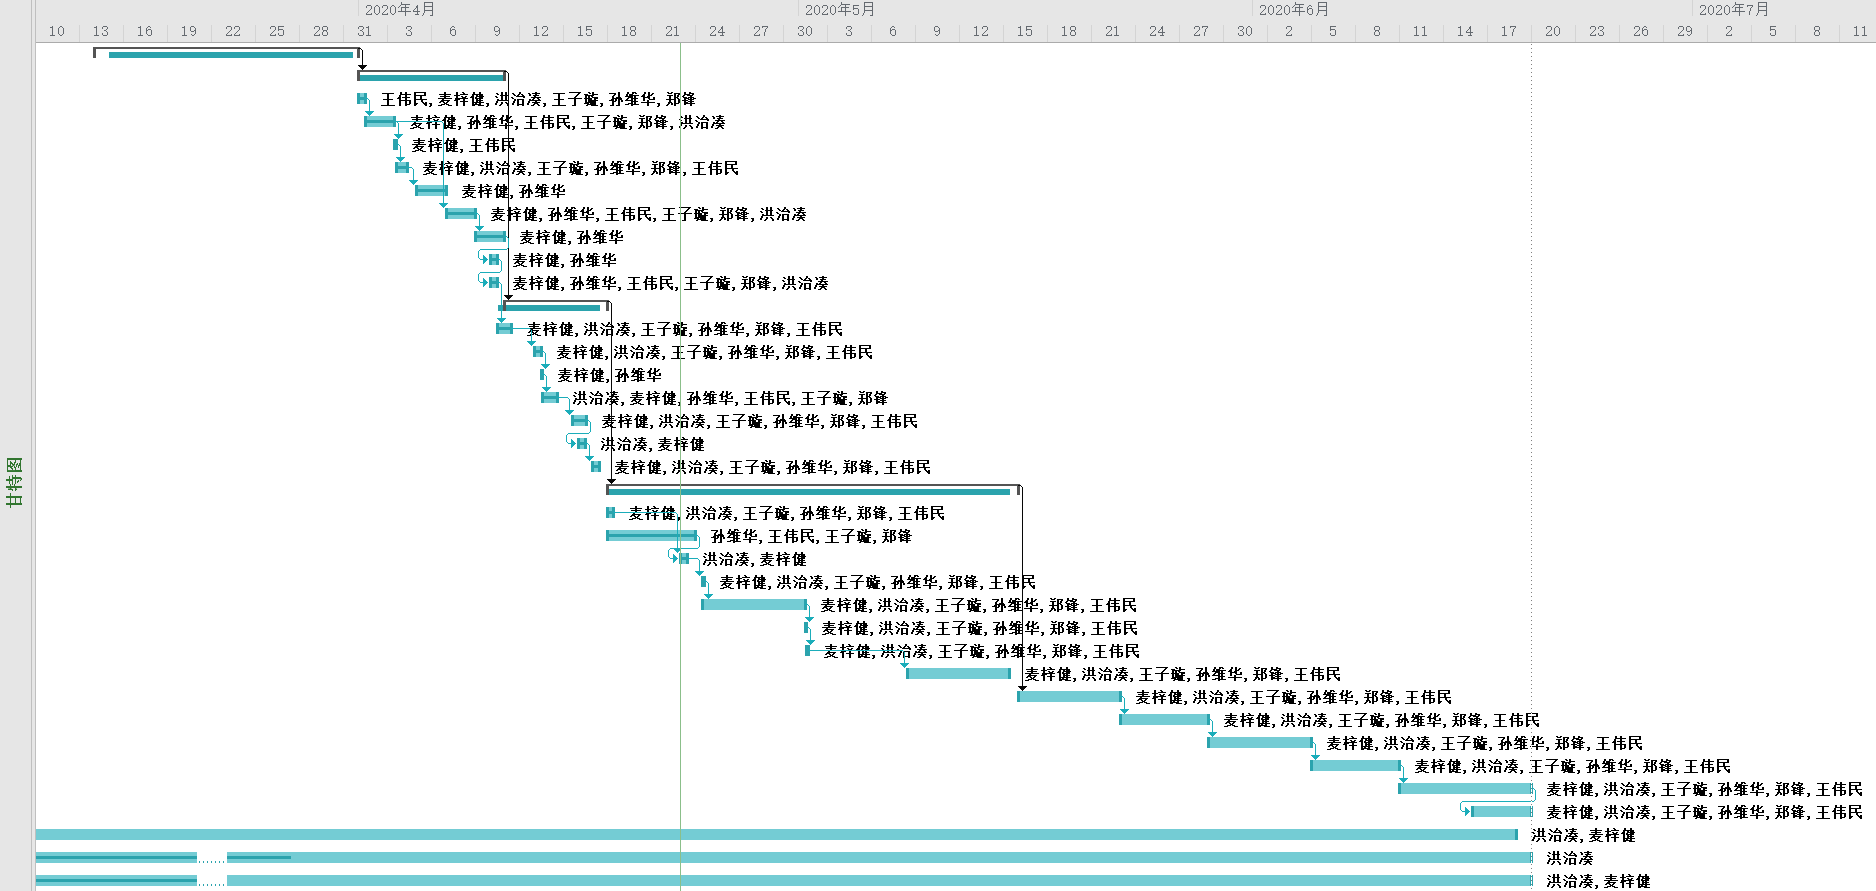 2020年4月 2020年5月 2020年6月 2020年7月
10 13 16 19 22 25 28 31 3 6 9 12 15 18 21 24 27 30 3 6 9 12 15 18 21 24 27 30 2 5 8 11 14 17 20 23 26 29 2 5 8 11
王伟民, 麦梓健, 洪治凑, 王子璇, 孙维华, 郑锋
麦梓健, 孙维华, 王伟民, 王子璇, 郑锋, 洪治凑
麦梓健, 王伟民
麦梓健, 洪治凑, 王子璇, 孙维华, 郑锋, 王伟民
麦梓健, 孙维华
麦梓健, 孙维华, 王伟民, 王子璇, 郑锋, 洪治凑
麦梓健, 孙维华
麦梓健, 孙维华
麦梓健, 孙维华, 王伟民, 王子璇, 郑锋, 洪治凑
麦梓健, 洪治凑, 王子璇, 孙维华, 郑锋, 王伟民
麦梓健, 洪治凑, 王子璇, 孙维华, 郑锋, 王伟民
麦梓健, 孙维华
洪治凑, 麦梓健, 孙维华, 王伟民, 王子璇, 郑锋
麦梓健, 洪治凑, 王子璇, 孙维华, 郑锋, 王伟民
洪治凑, 麦梓健
麦梓健, 洪治凑, 王子璇, 孙维华, 郑锋, 王伟民
甘特图
麦梓健, 洪治凑, 王子璇, 孙维华, 郑锋, 王伟民
孙维华, 王伟民, 王子璇, 郑锋
洪治凑, 麦梓健
麦梓健, 洪治凑, 王子璇, 孙维华, 郑锋, 王伟民
麦梓健, 洪治凑, 王子璇, 孙维华, 郑锋, 王伟民
麦梓健, 洪治凑, 王子璇, 孙维华, 郑锋, 王伟民
麦梓健, 洪治凑, 王子璇, 孙维华, 郑锋, 王伟民
麦梓健, 洪治凑, 王子璇, 孙维华, 郑锋, 王伟民
麦梓健, 洪治凑, 王子璇, 孙维华, 郑锋, 王伟民
麦梓健, 洪治凑, 王子璇, 孙维华, 郑锋, 王伟民
麦梓健, 洪治凑, 王子璇, 孙维华, 郑锋, 王伟民
麦梓健, 洪治凑, 王子璇, 孙维华, 郑锋, 王伟民
麦梓健, 洪治凑, 王子璇, 孙维华, 郑锋, 王伟民
麦梓健, 洪治凑, 王子璇, 孙维华, 郑锋, 王伟民
洪治凑, 麦梓健
洪治凑
洪治凑, 麦梓健